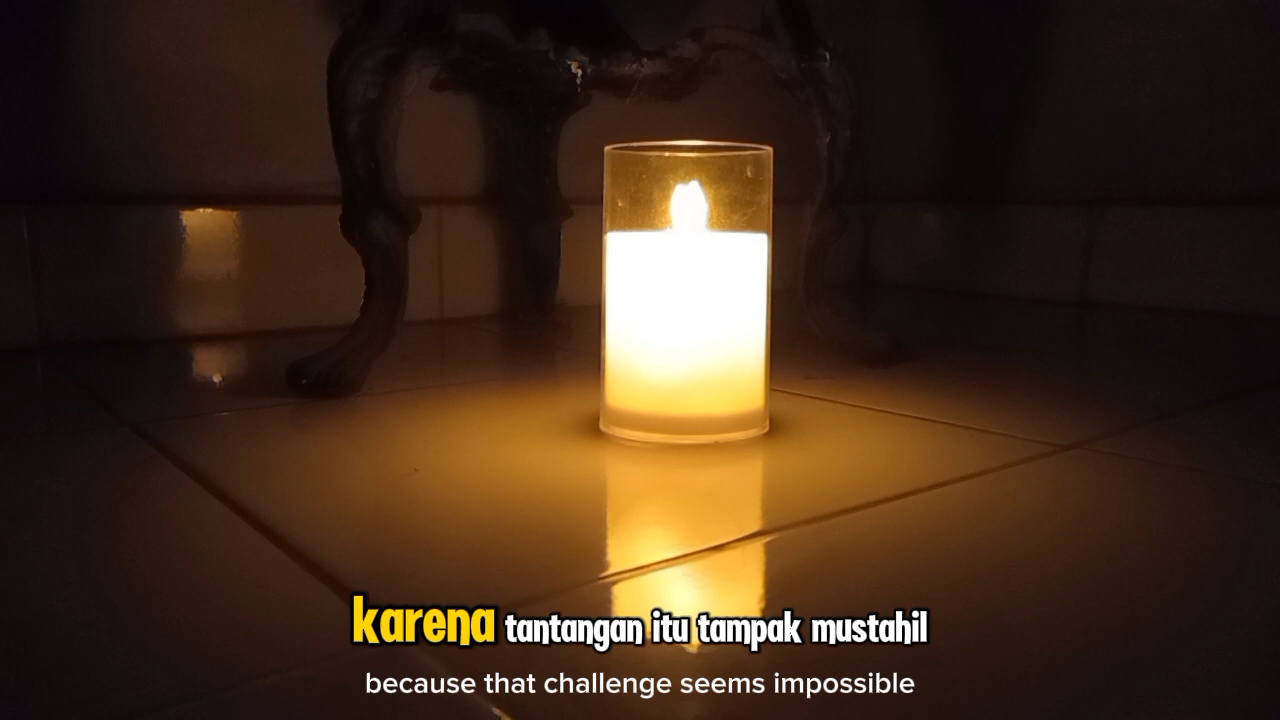 karena tantangan itu tampak mustahil
because that challenge seems impossible